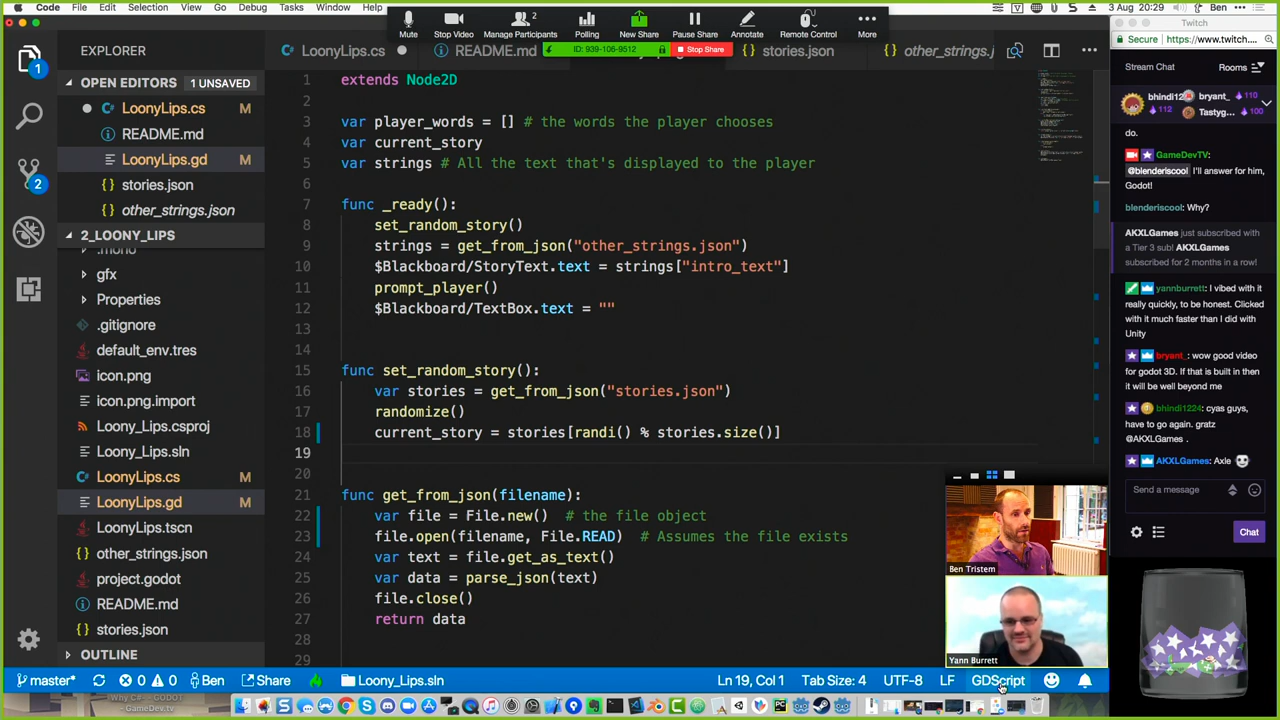 Code File Edit Selection View Go Debug Tasks Window Help
3 Aug 20:29 Ben
Mute Stop Video Manage Participants 2 Polling New Share Pause Share Annotate Remote Control More
ID: 939-106-9512 Stop Share
EXPLORER
OPEN EDITORS 1 UNSAVED
LoonyLips.cs M
README.md
LoonyLips.gd M
stories.json
other_strings.json
2_LOONY_LIPS
.mono
gfx
Properties
.gitignore
default_env.tres
icon.png
icon.png.import
Loony_Lips.csproj
Loony_Lips.sln
LoonyLips.cs M
LoonyLips.gd M
LoonyLips.tscn
other_strings.json
project.godot
README.md
stories.json
OUTLINE
1
2
LoonyLips.cs README.md stories.json other_strings.j
1 extends Node2D
2
3 var player_words = [] # the words the player chooses
4 var current_story
5 var strings # All the text that's displayed to the player
6
7 func _ready():
8 set_random_story()
9 strings = get_from_json("other_strings.json")
10 $Blackboard/StoryText.text = strings["intro_text"]
11 prompt_player()
12 $Blackboard/TextBox.text = ""
13
14
15 func set_random_story():
16 var stories = get_from_json("stories.json")
17 randomize()
18 current_story = stories[randi() % stories.size()]
19
20
21 func get_from_json(filename):
22 var file = File.new() # the file object
23 file.open(filename, File.READ) # Assumes the file exists
24 var text = file.get_as_text()
25 var data = parse_json(text)
26 file.close()
27 return data
28
29
Ben Tristem
Yann Burrett
master* 0 0 Ben Share Loony_Lips.sln Ln 19, Col 1 Tab Size: 4 UTF-8 LF GDScript
Why C# -> GODOT
GameDev.tv
Twitch
Secure https://www.twitch....
Stream Chat Rooms
bhindi12 112
bryant_ 110
Tastyg... 100
do.
GameDevTV:
@blenderiscool I'll answer for him,
Godot!
blenderiscool: Why?
AKXLGames just subscribed
with a Tier 3 sub! AKXLGames
subscribed for 2 months in a row!
yannburrett: I vibed with it
really quickly, to be honest. Clicked
with it much faster than I did with
Unity
bryant_: wow good video
for godot 3D. If that is built in then
it will be well beyond me
bhindi1224: cyas guys,
have to go again. gratz
@AKXLGames .
AKXLGames: Axle
Send a message
Chat